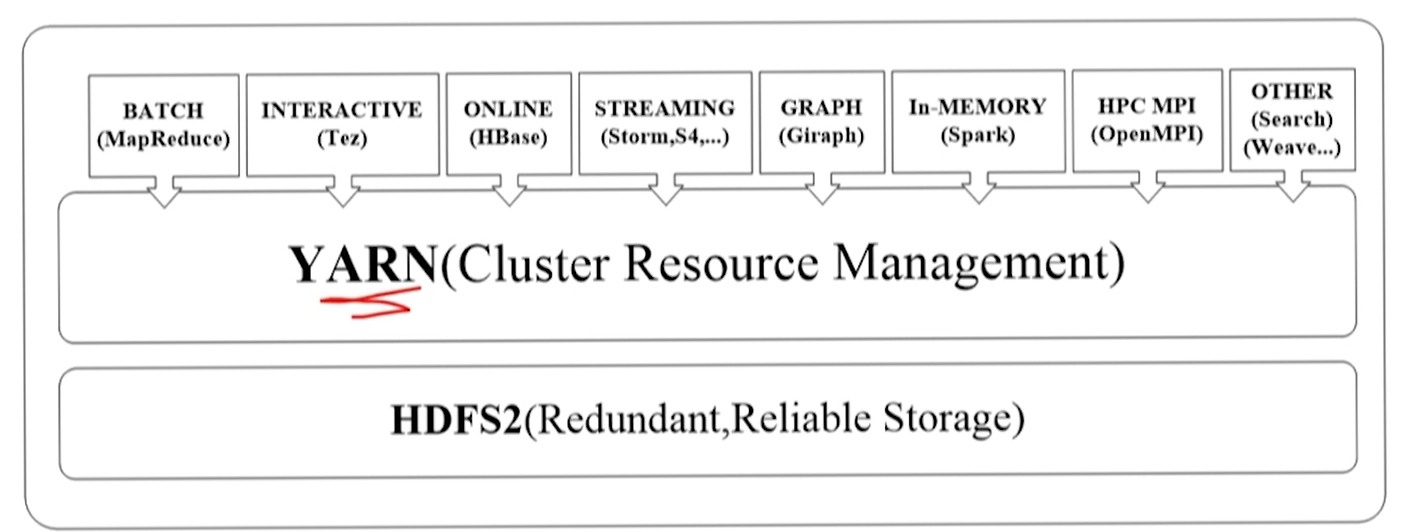 BATCH
(MapReduce)
INTERACTIVE
(Tez)
ONLINE
(HBase)
STREAMING
(Storm,S4,...)
GRAPH
(Giraph)
In-MEMORY
(Spark)
HPC MPI
(OpenMPI)
OTHER
(Search)
(Weave...)
YARN(Cluster Resource Management)
HDFS2(Redundant,Reliable Storage)